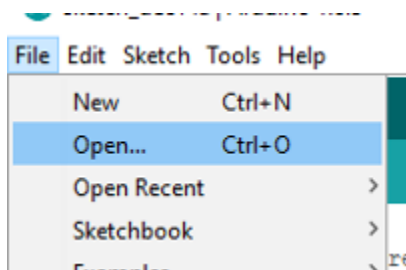 File Edit Sketch Tools Help
New Ctrl+N
Open... Ctrl+O
Open Recent >
Sketchbook >